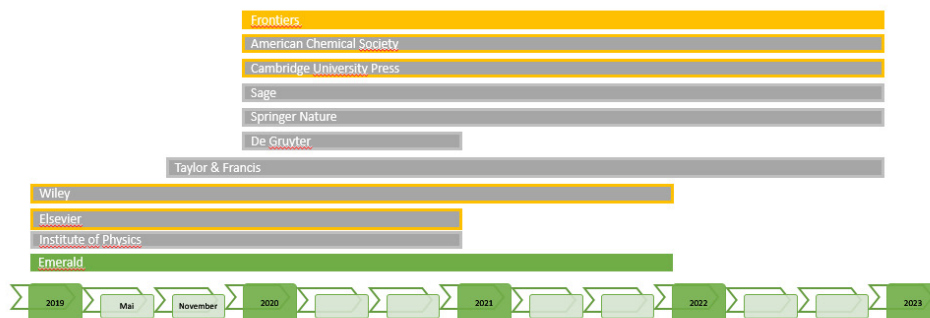 Frontiers
American Chemical Society
Cambridge University Press
Sage
Springer Nature
De Gruyter
Taylor & Francis
Wiley
Elsevier
Institute of Physics
Emerald
2019 Mai November 2020 2021 2022 2023